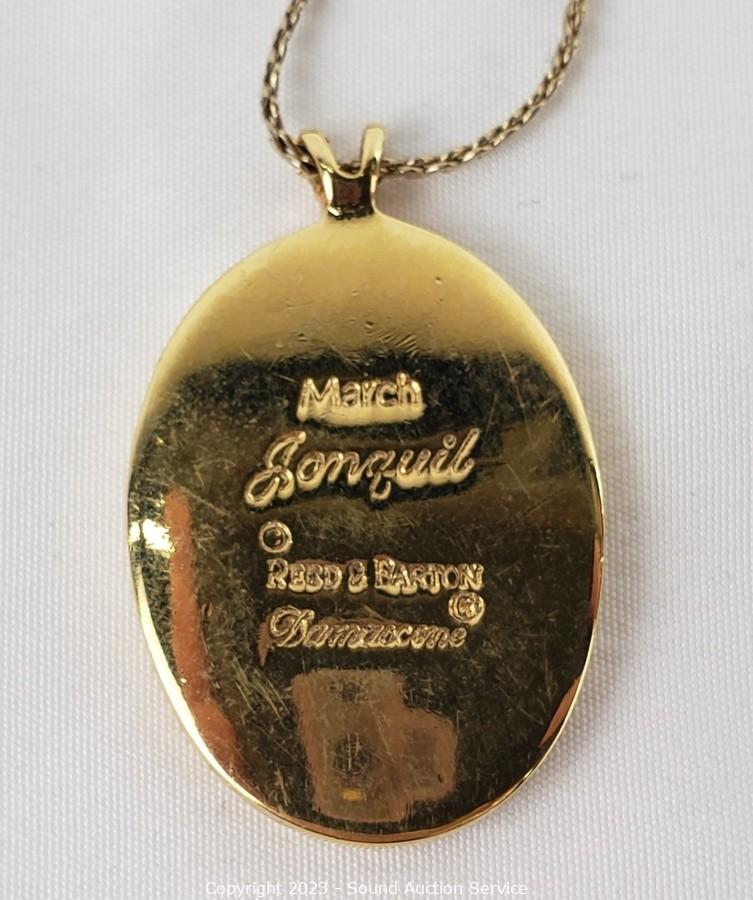 March
Jonquil
©
REED & BARTON
Damascene ®
Copyright 2023 - Sound Auction Service